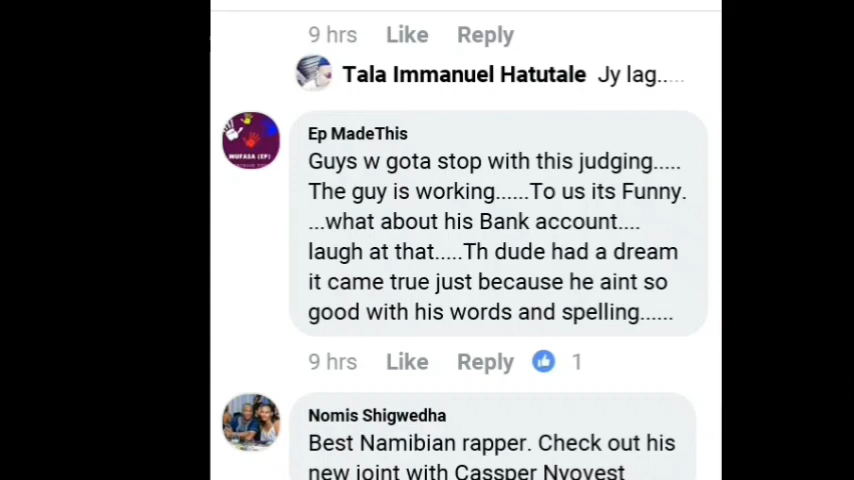 9 hrs Like Reply
Tala Immanuel Hatutale Jy lag.....
Ep MadeThis
Guys w gota stop with this judging.....
The guy is working......To us its Funny.
...what about his Bank account....
laugh at that.....Th dude had a dream
it came true just because he aint so
good with his words and spelling......
9 hrs Like Reply 1
MUFASA (EP)
Nomis Shigwedha
Best Namibian rapper. Check out his
new joint with Cassper Nyovest